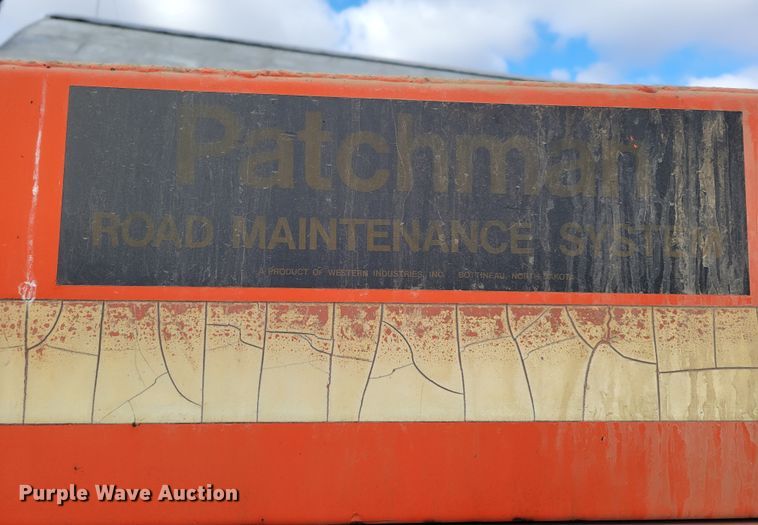 Patchman
ROAD MAINTENANCE SYSTEM
A PRODUCT OF WESTERN INDUSTRIES, INC. BOTTINEAU, NORTH DAKOTA
Purple Wave Auction